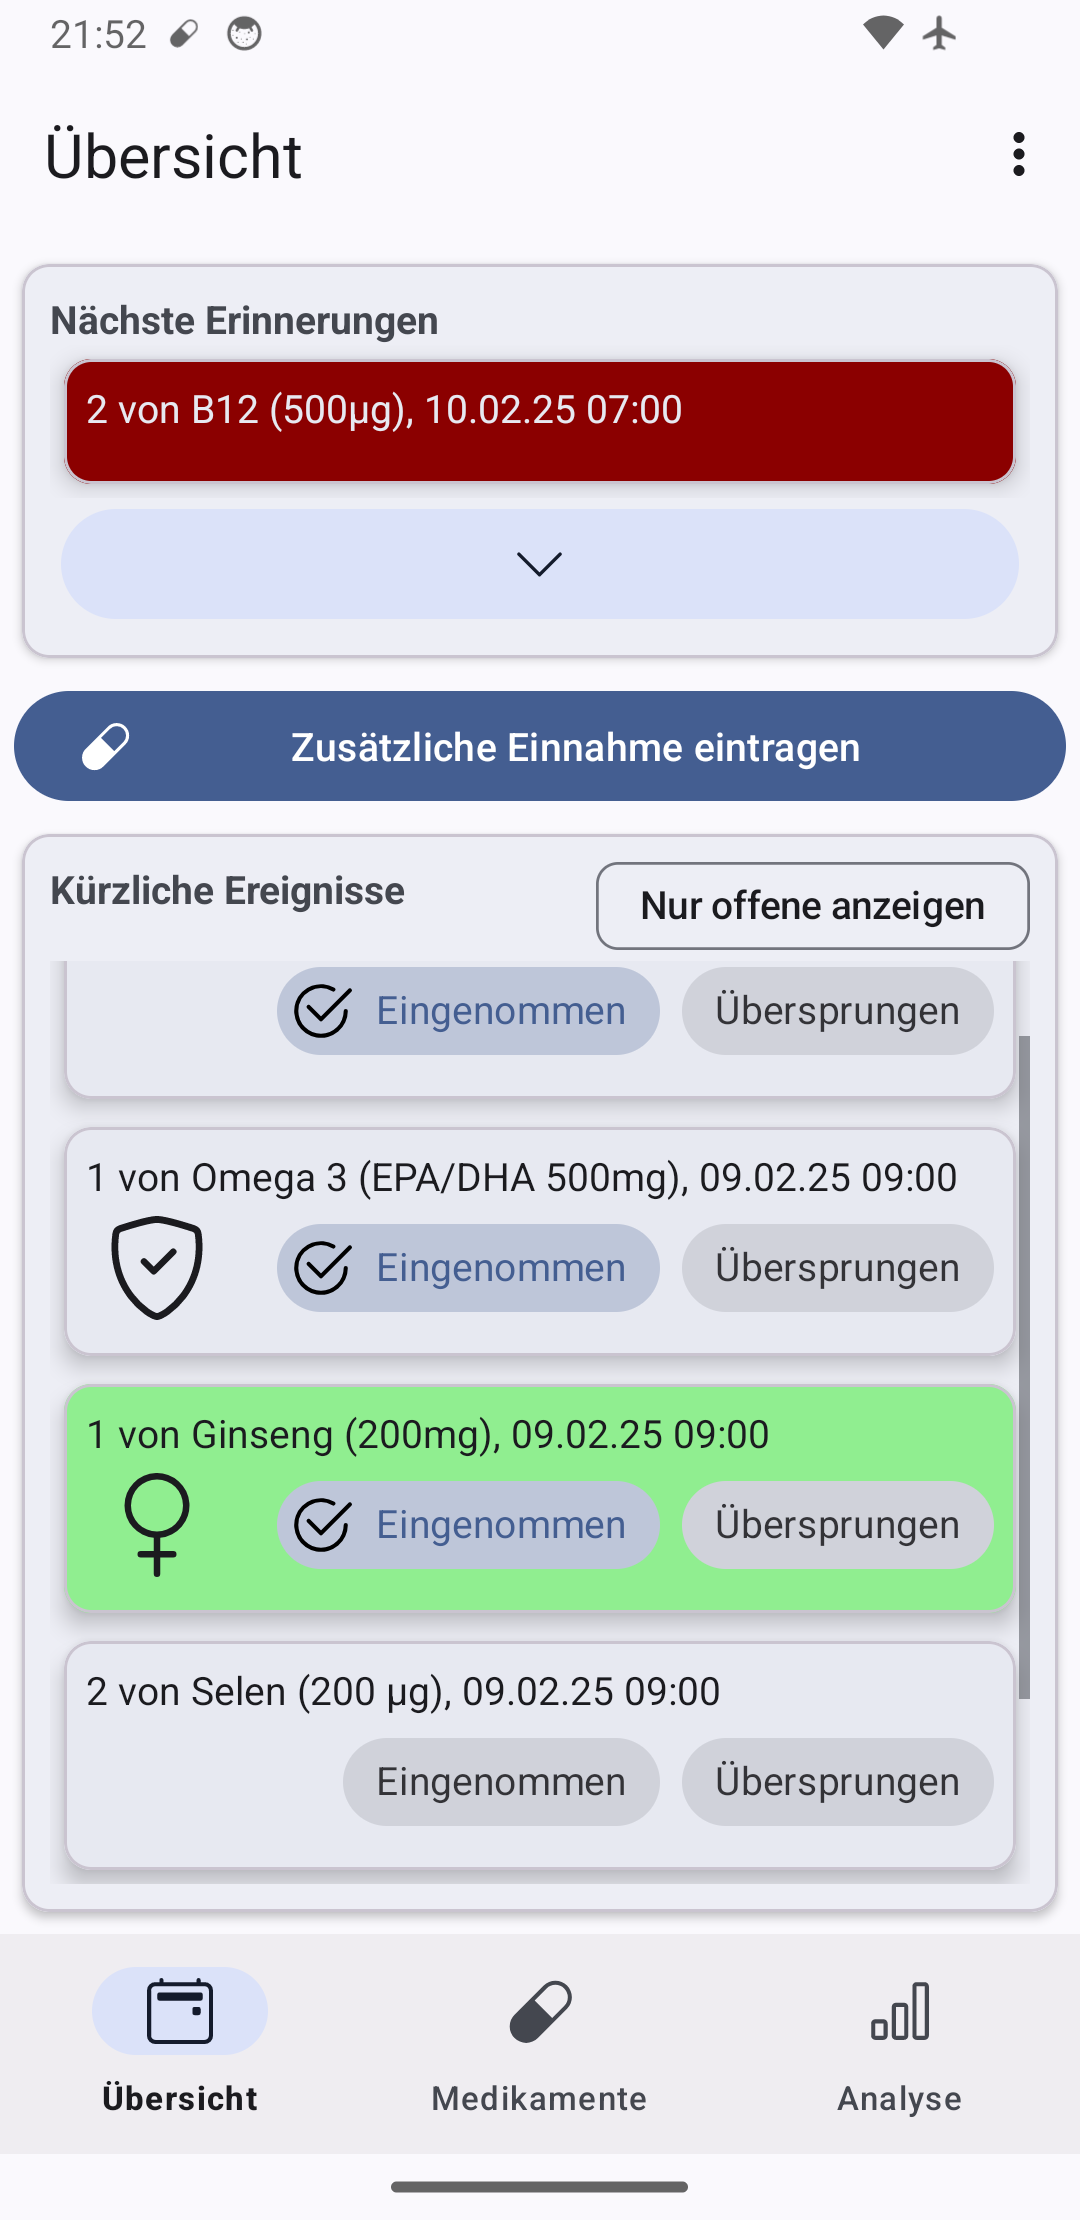 21:52
Übersicht
Nächste Erinnerungen
2 von B12 (500µg), 10.02.25 07:00
Zusätzliche Einnahme eintragen
Kürzliche Ereignisse
Nur offene anzeigen
Eingenommen Übersprungen
1 von Omega 3 (EPA/DHA 500mg), 09.02.25 09:00
Eingenommen Übersprungen
1 von Ginseng (200mg), 09.02.25 09:00
Eingenommen Übersprungen
2 von Selen (200 µg), 09.02.25 09:00
Eingenommen Übersprungen
Übersicht Medikamente Analyse